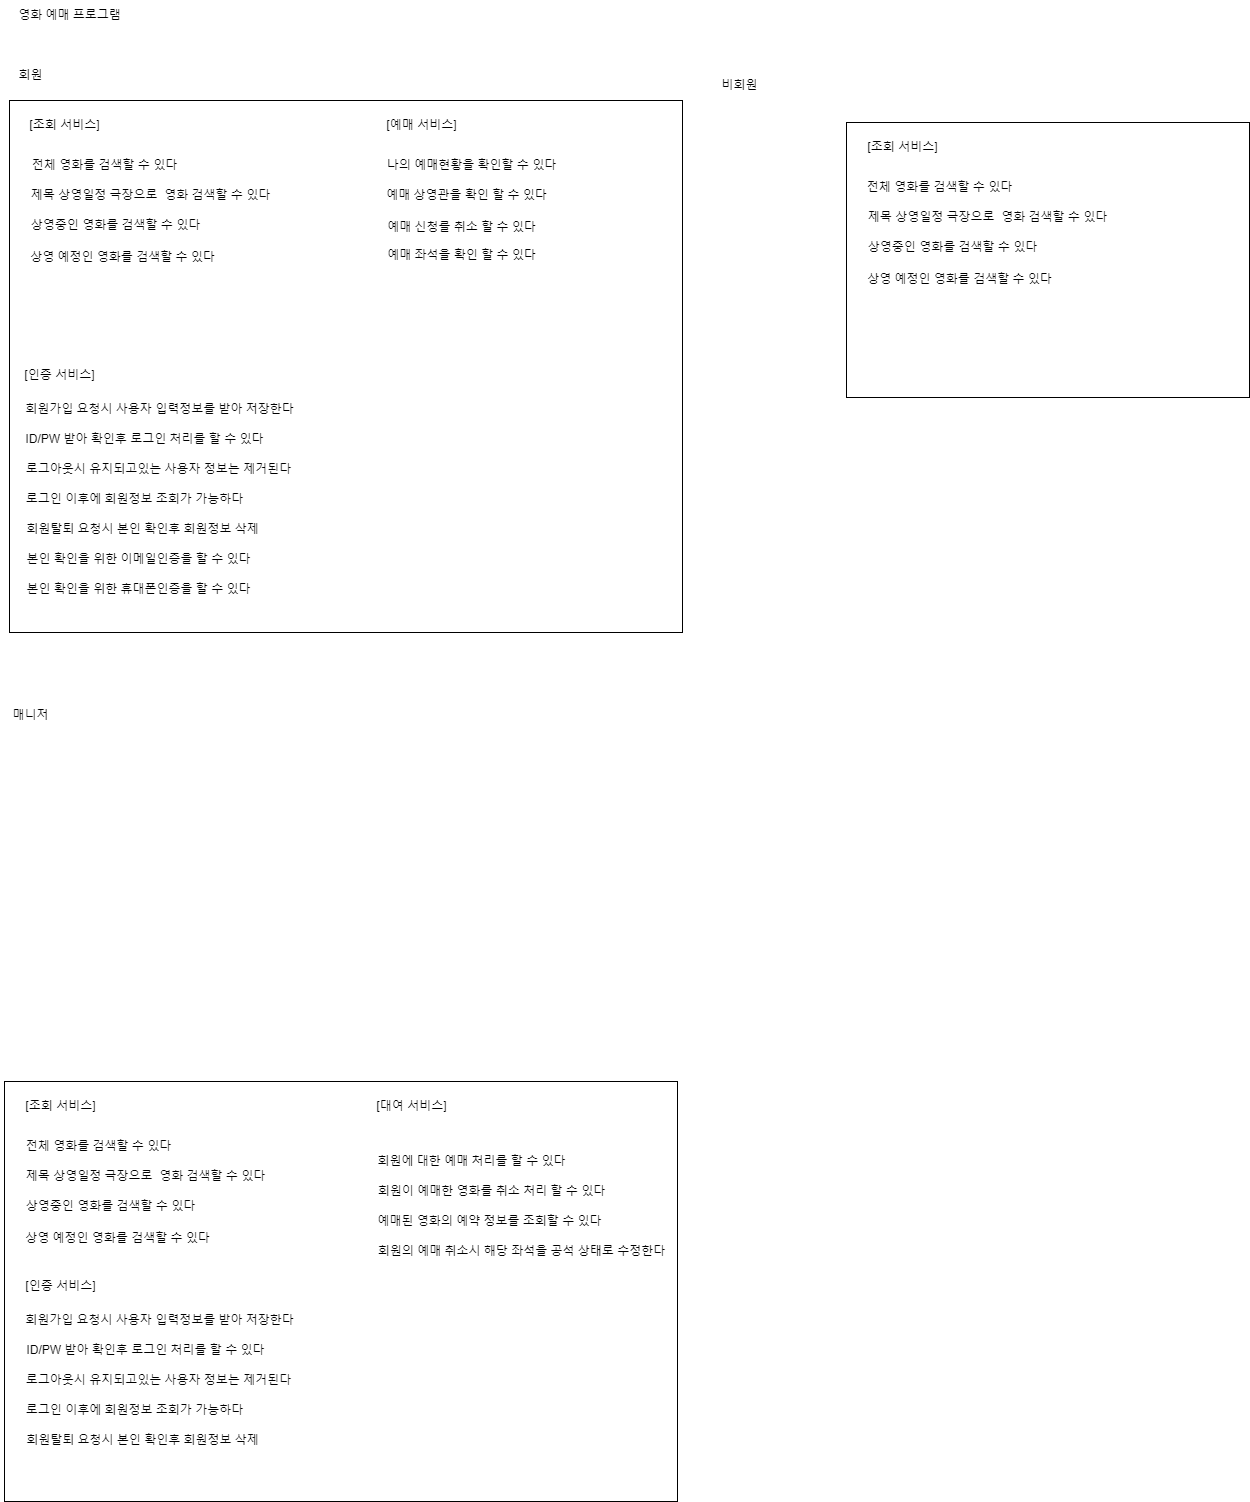 영화 예매 프로그램
회원
[조회 서비스]
전체 영화를 검색할 수 있다
제목 상영일정 극장으로  영화 검색할 수 있다
상영중인 영화를 검색할 수 있다
상영 예정인 영화를 검색할 수 있다
[예매 서비스]
나의 예매현황을 확인할 수 있다
예매 상영관을 확인 할 수 있다
예매 신청를 취소 할 수 있다
예매 좌석을 확인 할 수 있다
[인증 서비스]
회원가입 요청시 사용자 입력정보를 받아 저장한다
ID/PW 받아 확인후 로그인 처리를 할 수 있다
로그아웃시 유지되고있는 사용자 정보는 제거된다
로그인 이후에 회원정보 조회가 가능하다
회원탈퇴 요청시 본인 확인후 회원정보 삭제
본인 확인을 위한 이메일인증을 할 수 있다
본인 확인을 위한 휴대폰인증을 할 수 있다
비회원
[조회 서비스]
전체 영화를 검색할 수 있다
제목 상영일정 극장으로  영화 검색할 수 있다
상영중인 영화를 검색할 수 있다
상영 예정인 영화를 검색할 수 있다
매니저
[조회 서비스]
전체 영화를 검색할 수 있다
제목 상영일정 극장으로  영화 검색할 수 있다
상영중인 영화를 검색할 수 있다
상영 예정인 영화를 검색할 수 있다
[대여 서비스]
회원에 대한 예매 처리를 할 수 있다
회원이 예매한 영화를 취소 처리 할 수 있다
예매된 영화의 예약 정보를 조회할 수 있다
회원의 예매 취소시 해당 좌석을 공석 상태로 수정한다
[인증 서비스]
회원가입 요청시 사용자 입력정보를 받아 저장한다
ID/PW 받아 확인후 로그인 처리를 할 수 있다
로그아웃시 유지되고있는 사용자 정보는 제거된다
로그인 이후에 회원정보 조회가 가능하다
회원탈퇴 요청시 본인 확인후 회원정보 삭제